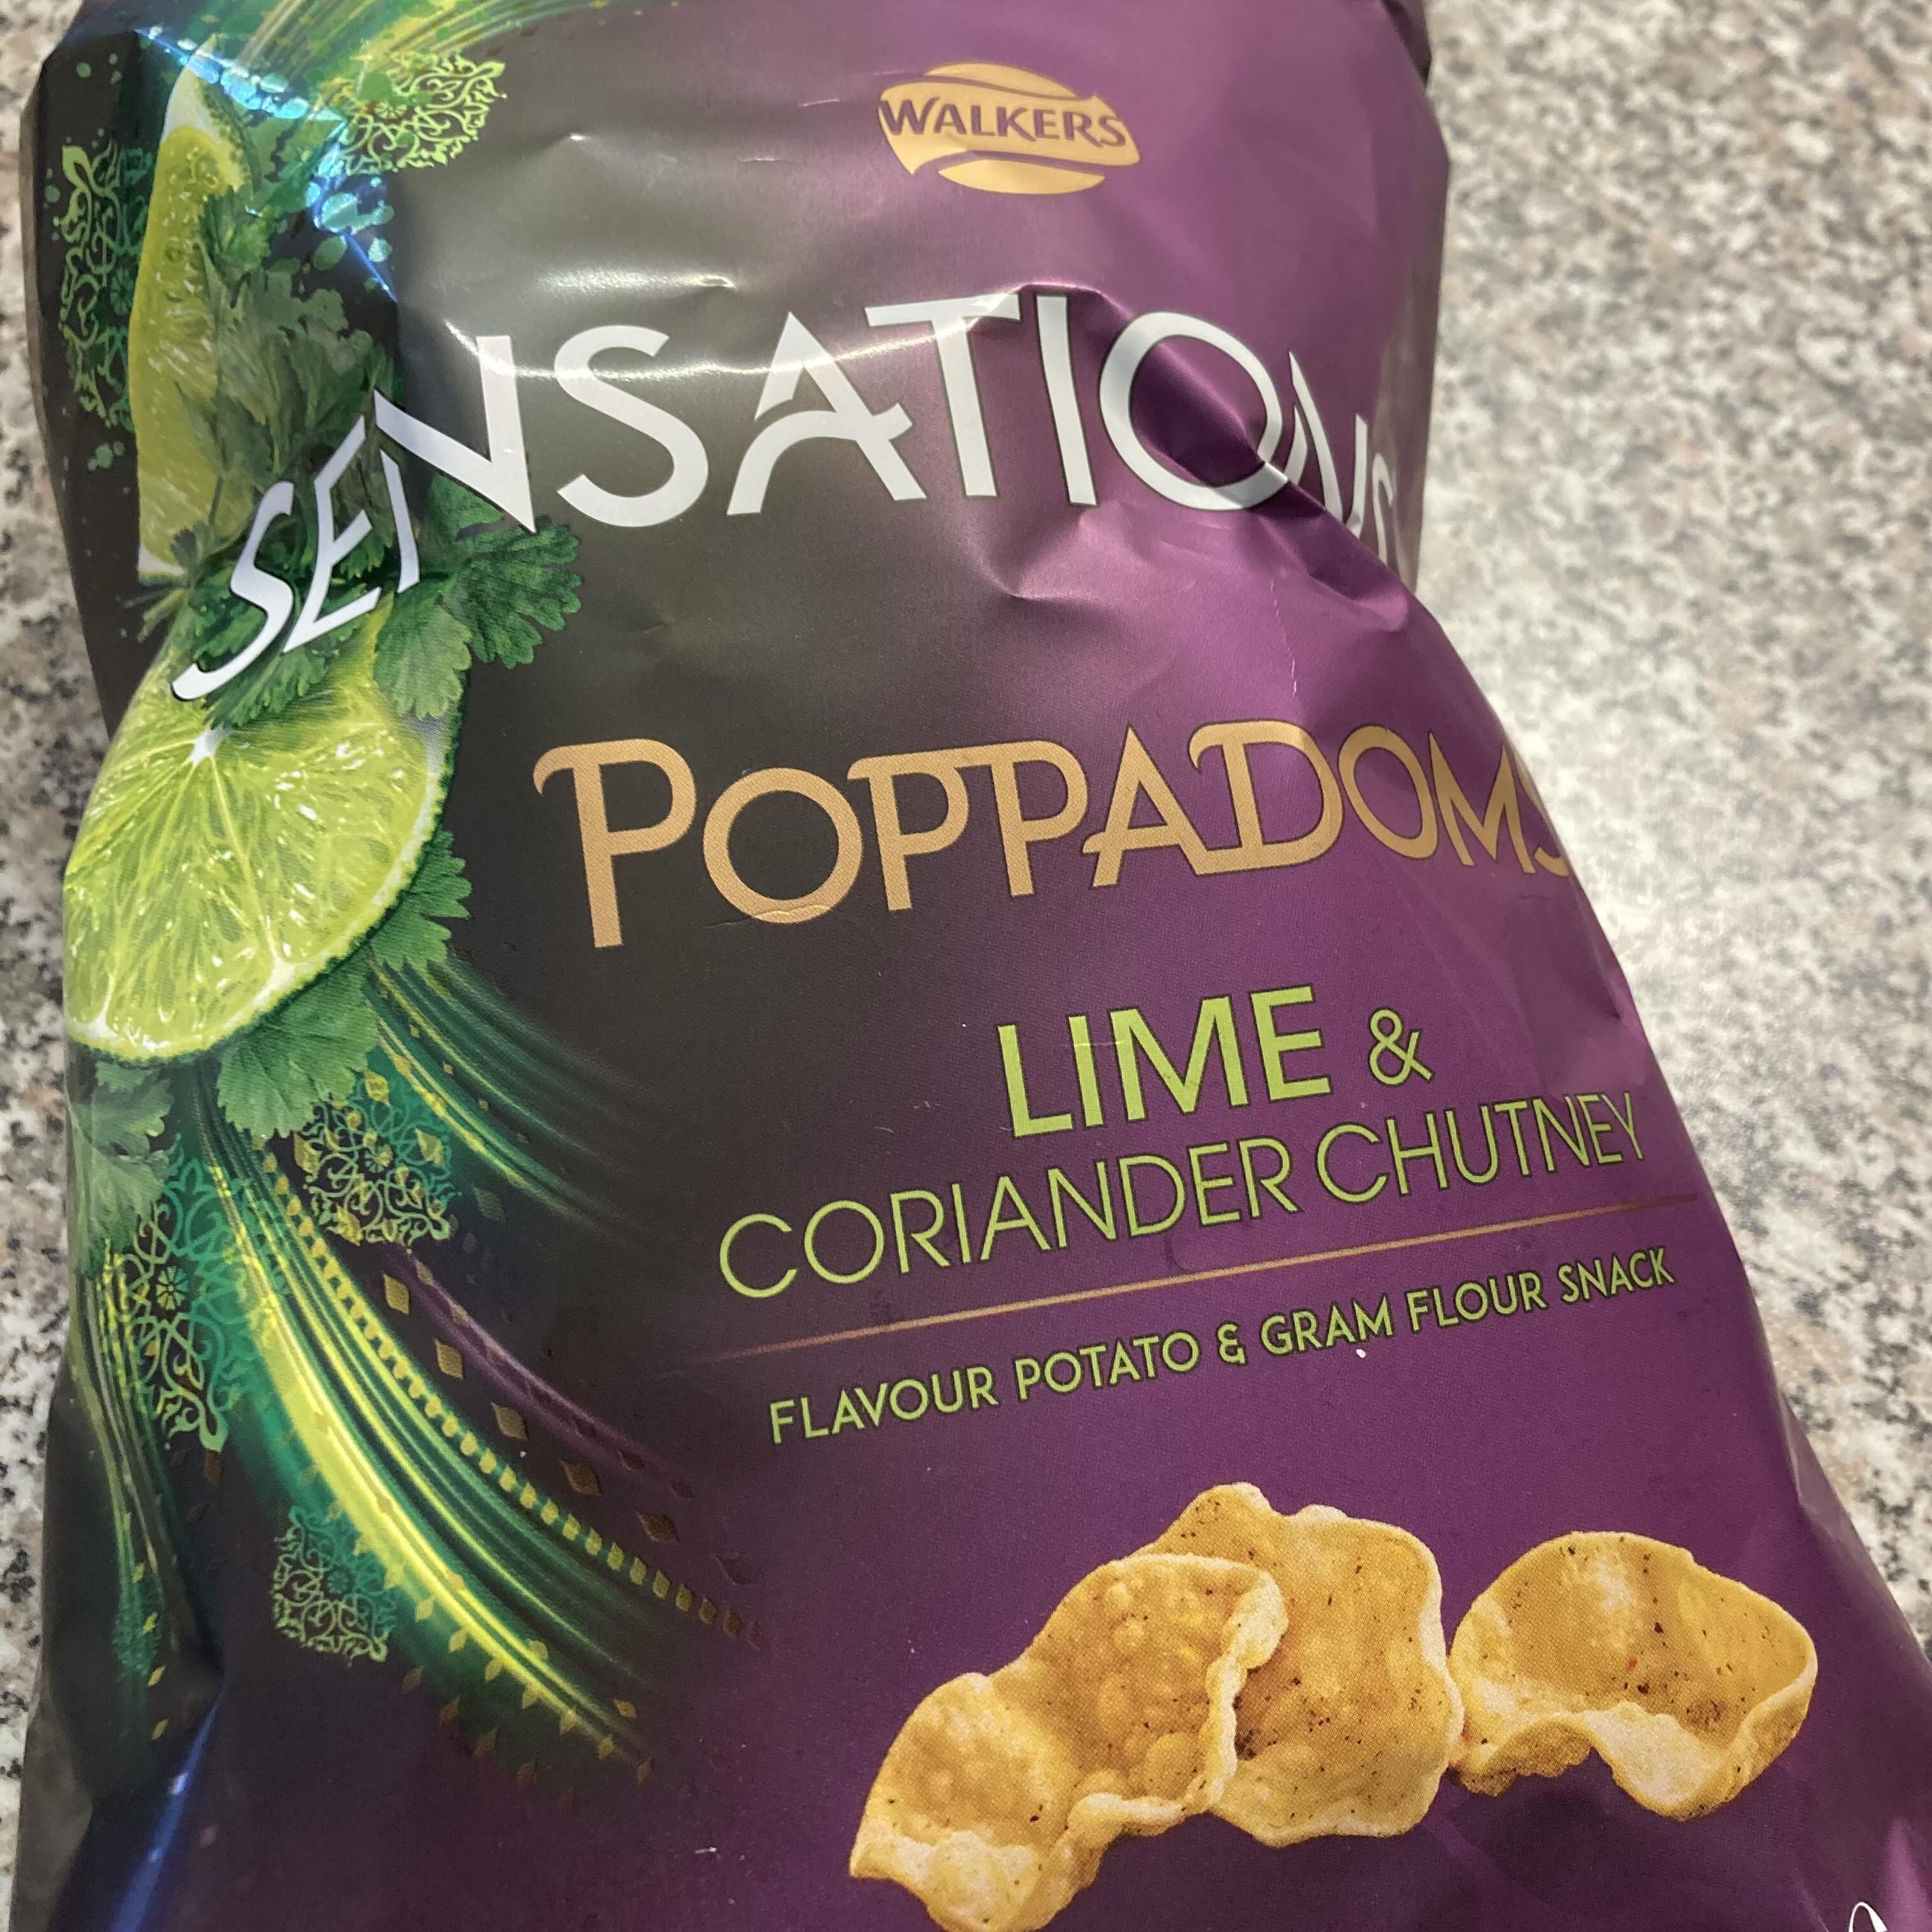 WALKERS
SENSATIONS
POPPADOMS
LIME &
CORIANDER CHUTNEY
FLAVOUR POTATO & GRAM FLOUR SNACK